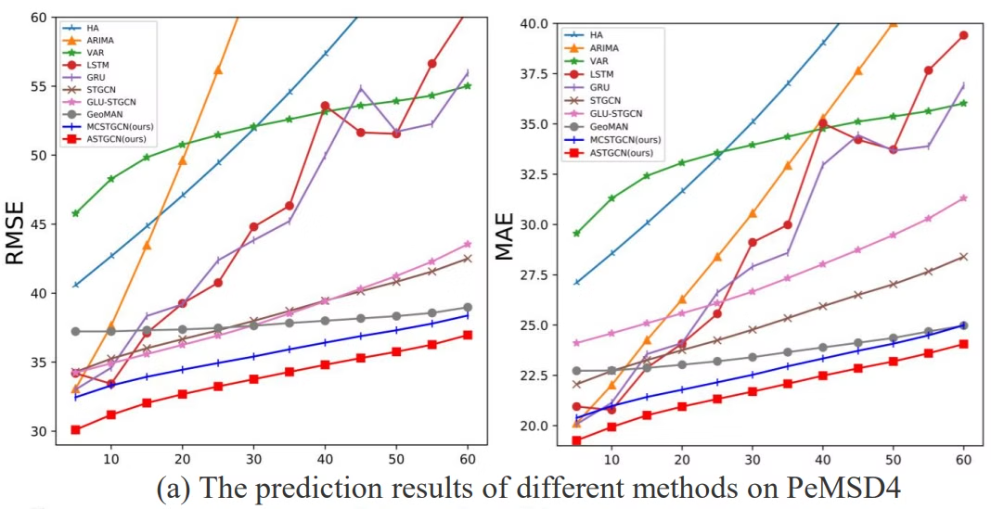 60
55
50
45
40
35
30
RMSE
HA
ARIMA
VAR
LSTM
GRU
STGCN
GLU-STGCN
GeoMAN
MCSTGCN(ours)
ASTGCN(ours)
10 20 30 40 50 60
40.0
37.5
35.0
32.5
30.0
27.5
25.0
22.5
20.0
MAE
HA
ARIMA
VAR
LSTM
GRU
STGCN
GLU-STGCN
GeoMAN
MCSTGCN(ours)
ASTGCN(ours)
10 20 30 40 50 60
(a) The prediction results of different methods on PeMSD4